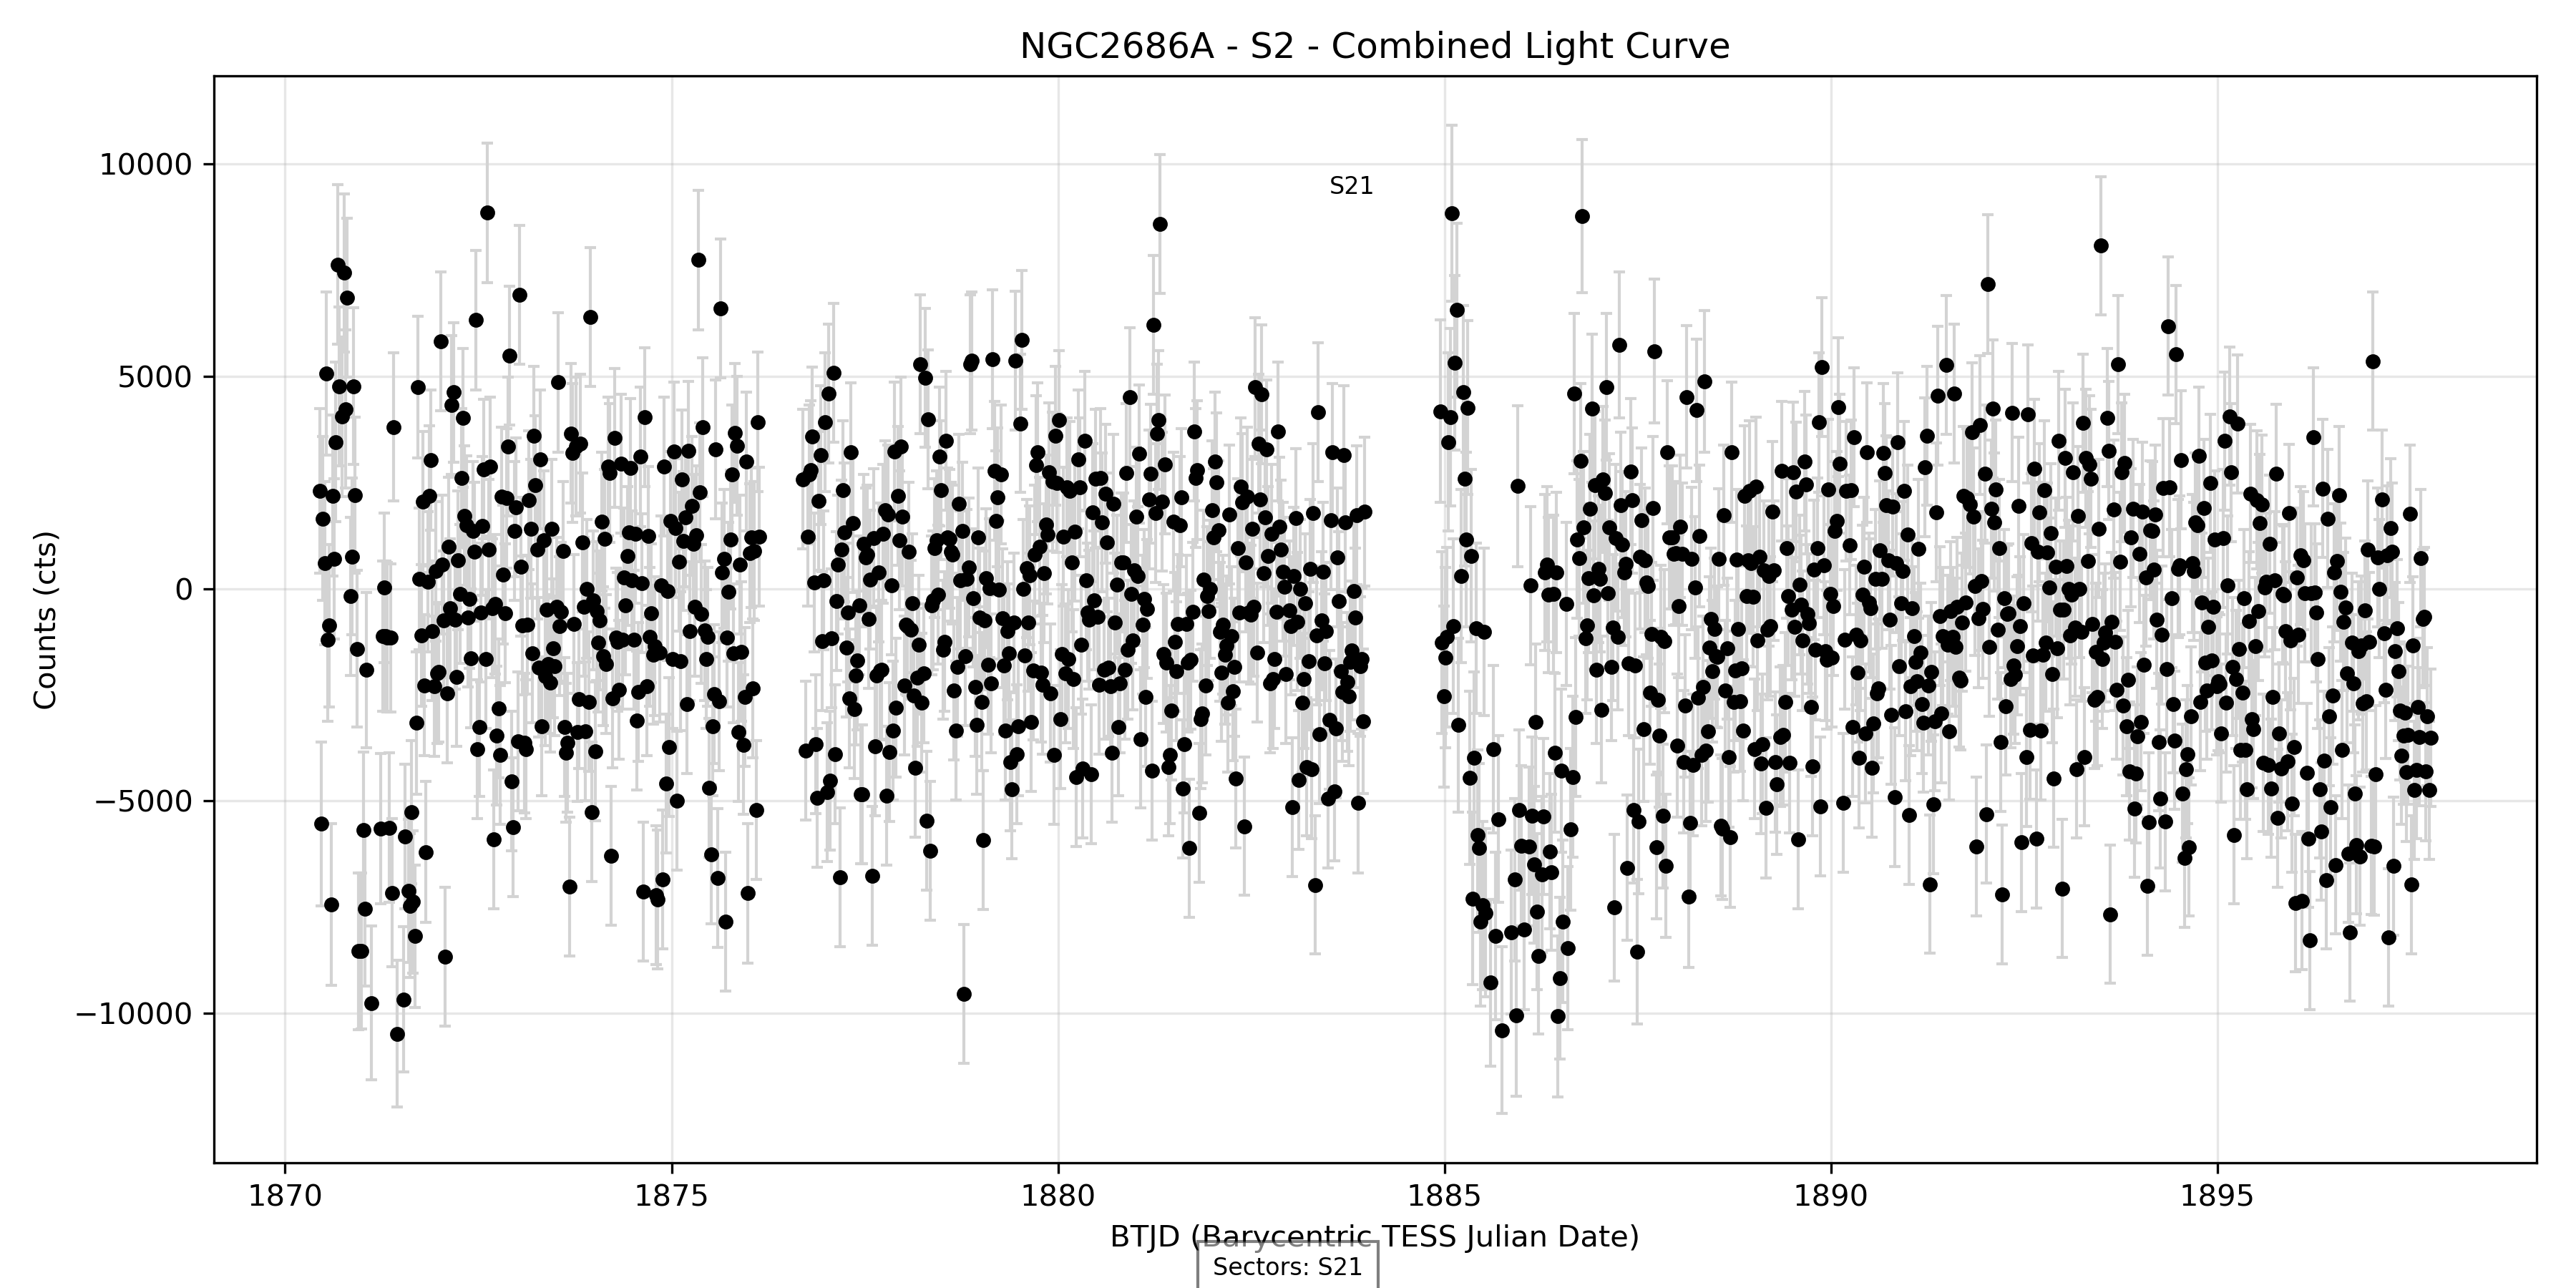 NGC2686A - S2 - Combined Light Curve
10000
S21
5000
0
−5000
−10000
Counts (cts)
1870 1875 1880 1885 1890 1895
BTJD (Barycentric TESS Julian Date)
Sectors: S21